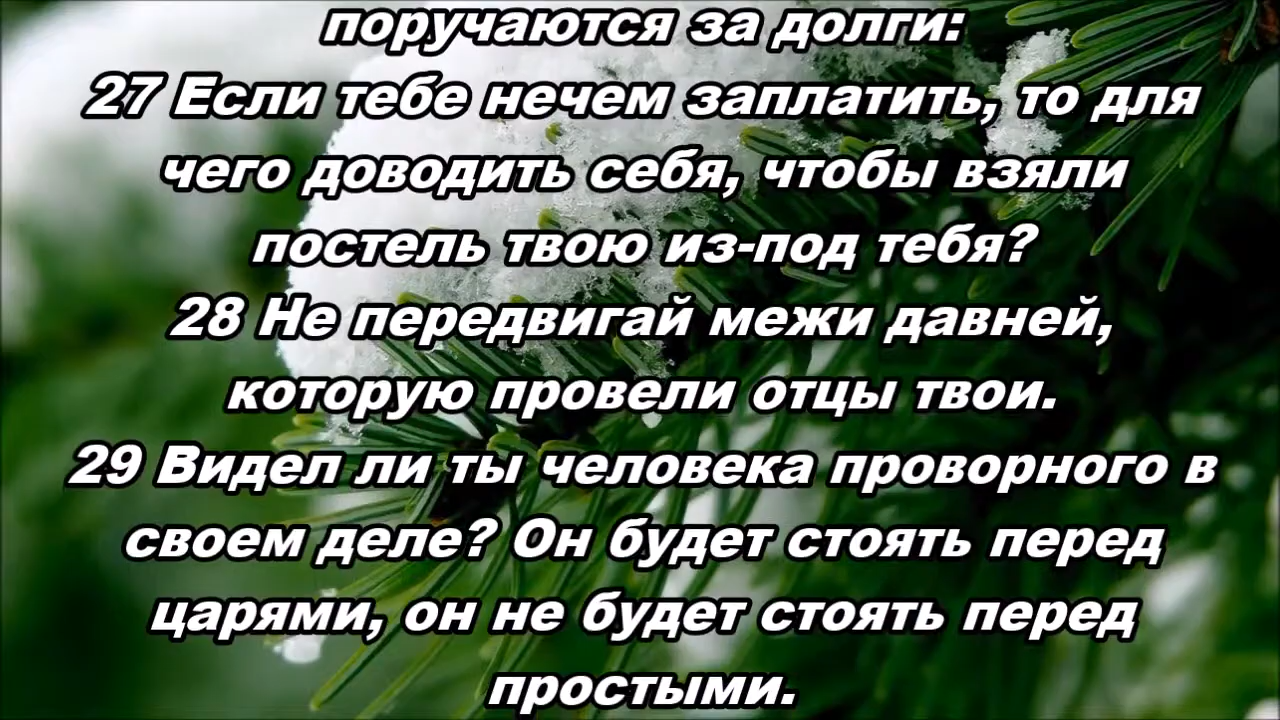 поручаются за долги:
27 Если тебе нечем заплатить, то для
чего доводить себя, чтобы взяли
постель твою из-под тебя?
28 Не передвигай межи давней,
которую провели отцы твои.
29 Видел ли ты человека проворного в
своем деле? Он будет стоять перед
царями, он не будет стоять перед
простыми.